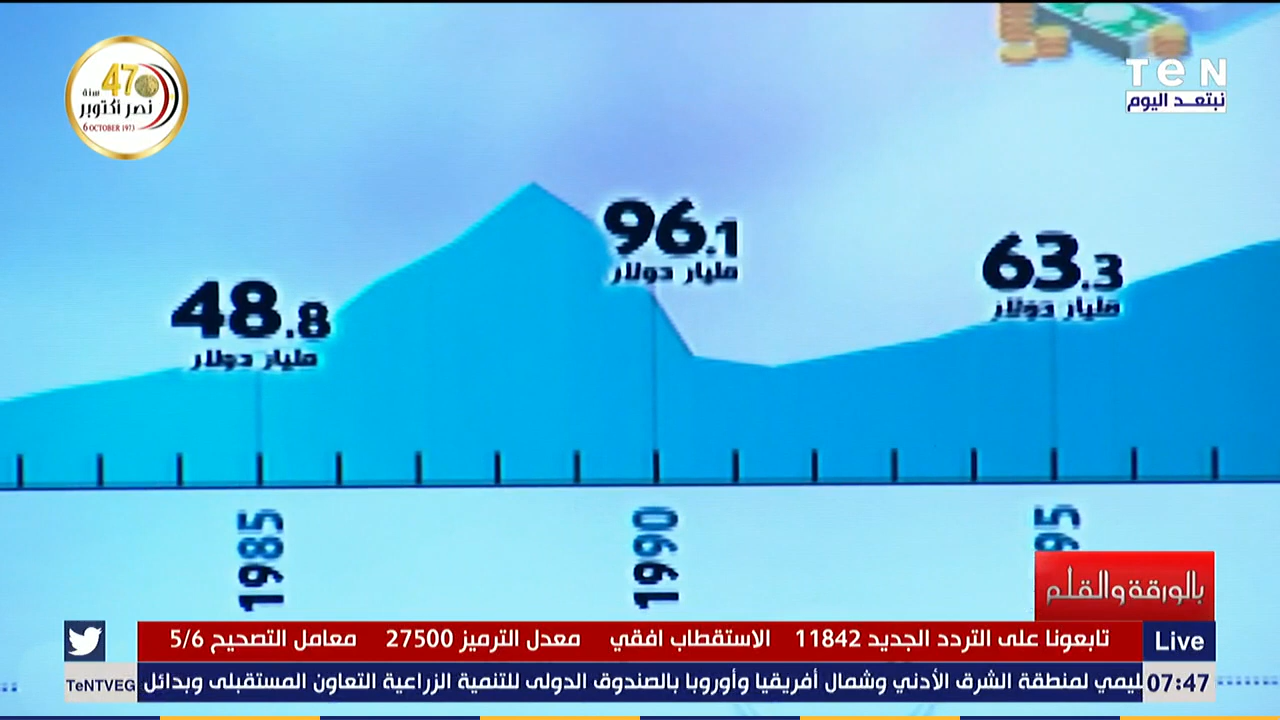 47
سنة
نصر أكتوبر
6 OCTOBER 1973
TeN
نبتعد اليوم
96.1
مليار دولار
63.3
مليار دولار
48.8
مليار دولار
1985
1990
95
بالورقة والقلم
تابعونا على التردد الجديد 11842 الاستقطاب افقي معدل الترميز 27500 معامل التصحيح 5/6
Live
TeNTVEG
ليمي لمنطقة الشرق الأدني وشمال أفريقيا وأوروبا بالصندوق الدولى للتنمية الزراعية التعاون المستقبلى وبدائل
07:47